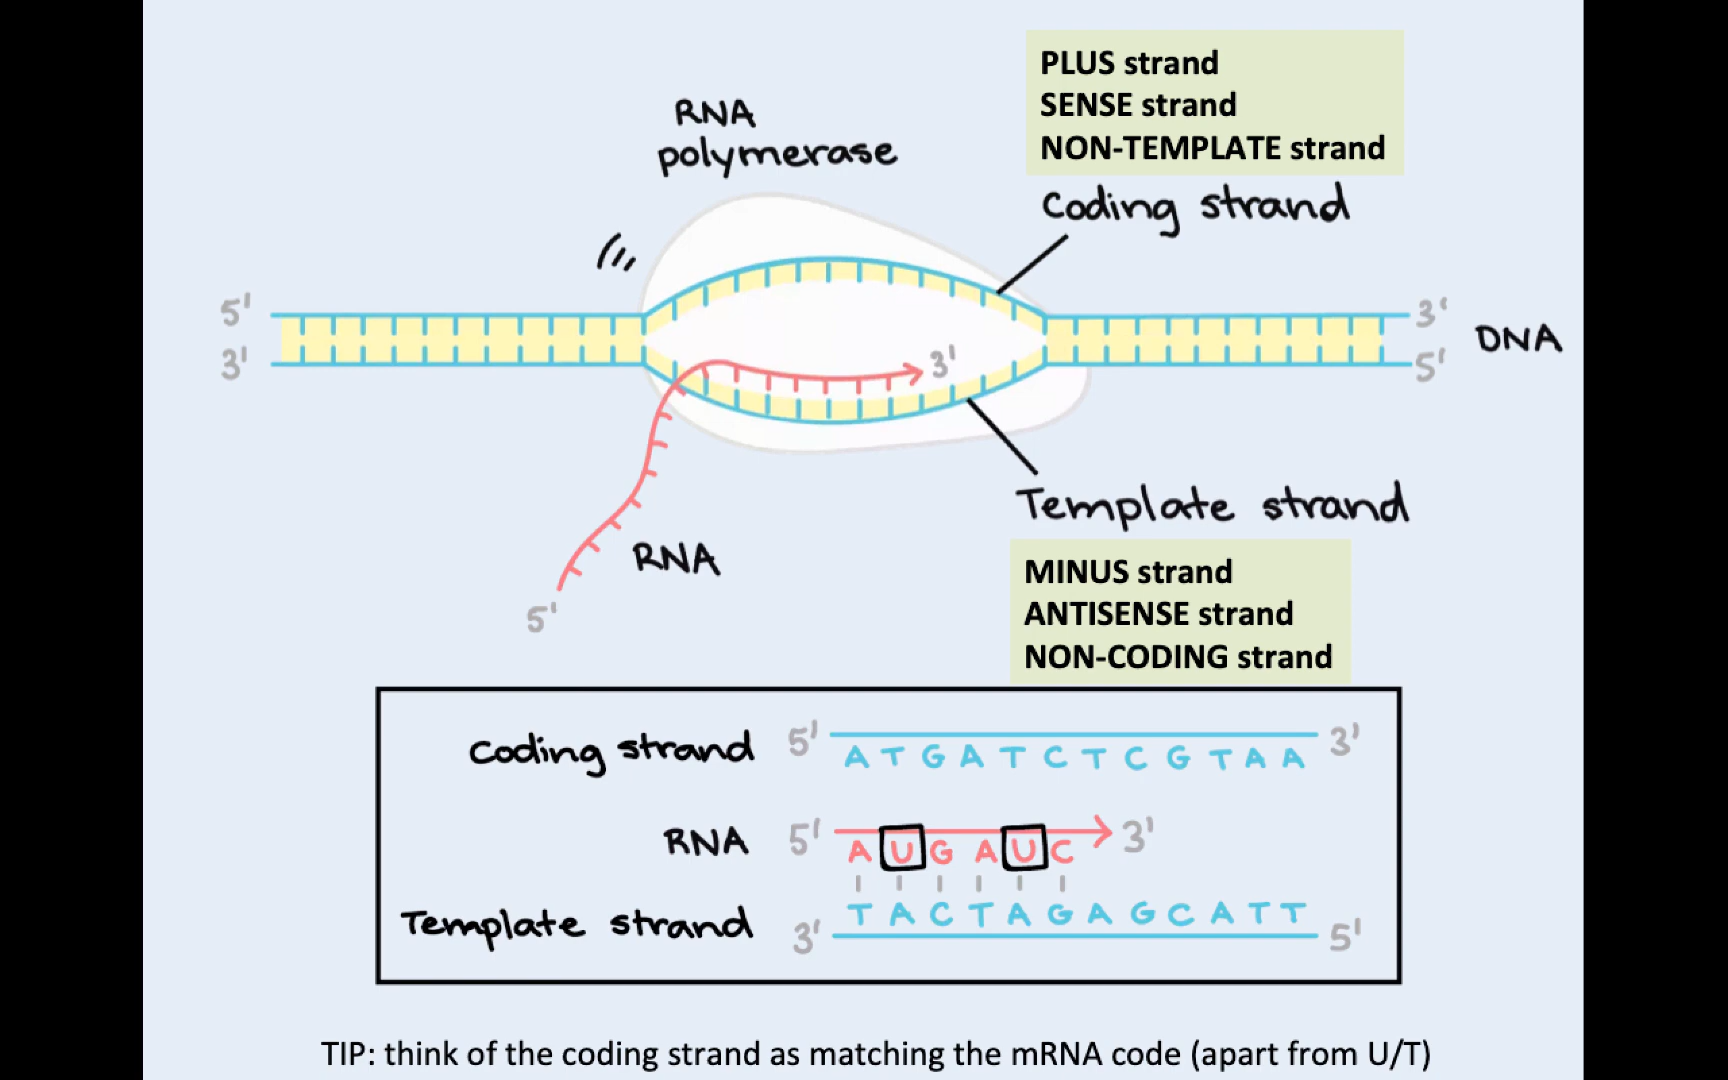 PLUS strand
SENSE strand
NON-TEMPLATE strand
RNA
polymerase
Coding strand
5'
3'
3'
5'
DNA
3'
Template strand
RNA
5'
MINUS strand
ANTISENSE strand
NON-CODING strand
Coding strand 5' A T G A T C T C G T A A 3'
RNA 5' A U G A U C 3'
Template strand 3' T A C T A G A G C A T T 5'
TIP: think of the coding strand as matching the mRNA code (apart from U/T)